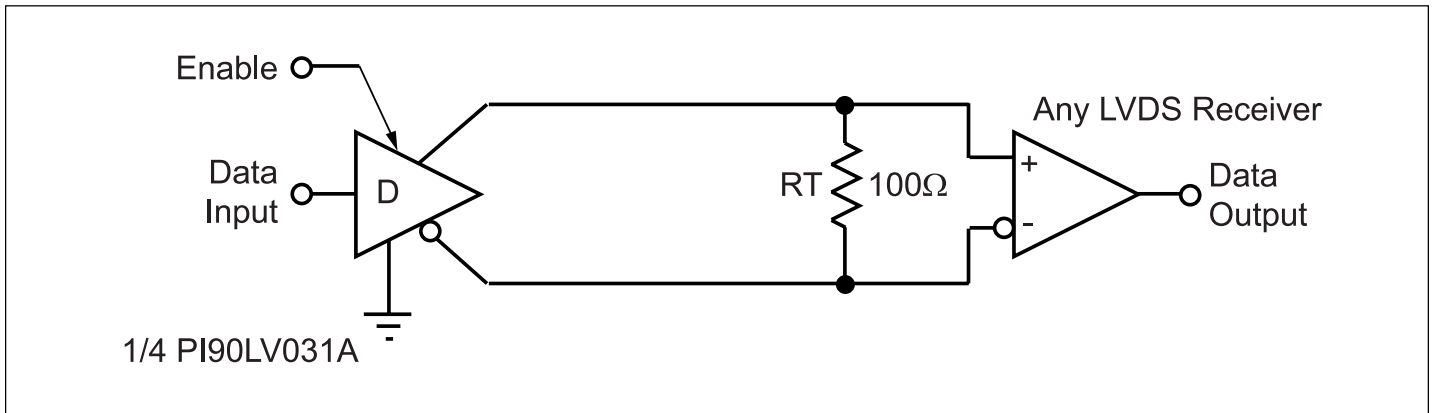 Enable
Any LVDS Receiver
Data
Input
D
RT
100Ω
+
-
Data
Output
1/4 PI90LV031A